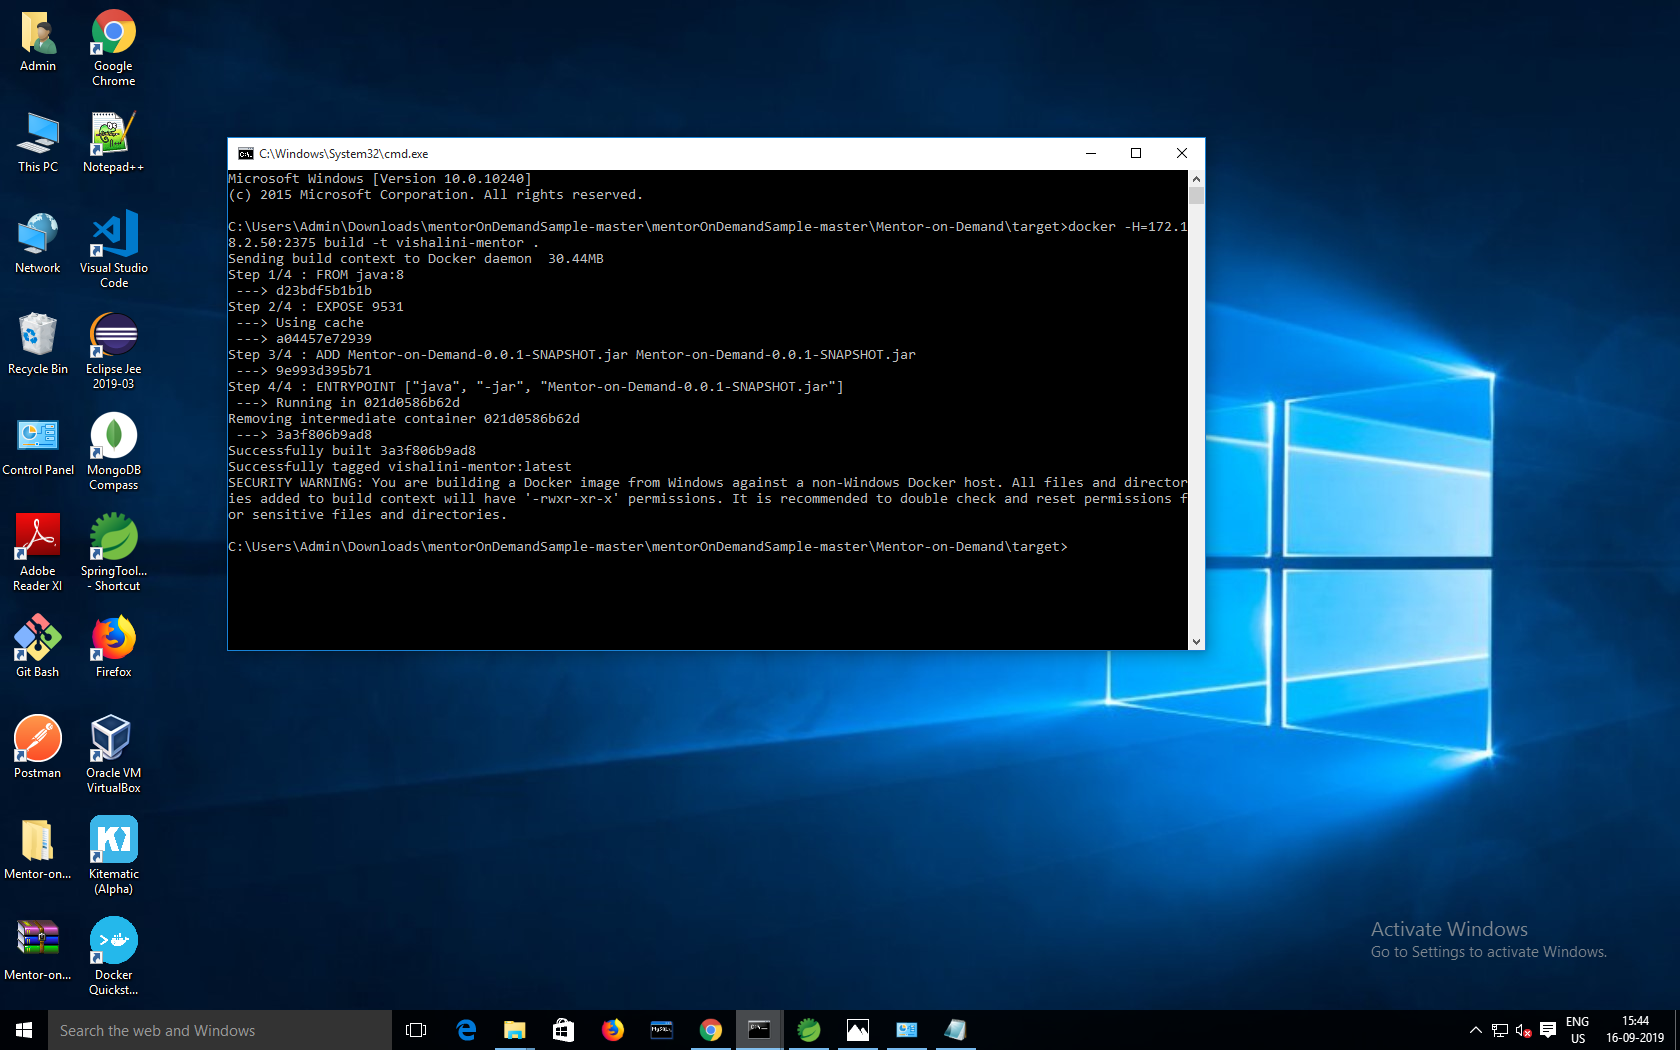 Admin
Google
Chrome
This PC
Notepad++
Network
Visual Studio
Code
Recycle Bin
Eclipse Jee
2019-03
Control Panel
MongoDB
Compass
Adobe
Reader XI
SpringTool...
- Shortcut
Git Bash
Firefox
Postman
Oracle VM
VirtualBox
Mentor-on...
Kitematic
(Alpha)
Mentor-on...
Docker
Quickst...
C:\Windows\System32\cmd.exe
Microsoft Windows [Version 10.0.10240]
(c) 2015 Microsoft Corporation. All rights reserved.
C:\Users\Admin\Downloads\mentorOnDemandSample-master\mentorOnDemandSample-master\Mentor-on-Demand\target>docker -H=172.1
8.2.50:2375 build -t vishalini-mentor .
Sending build context to Docker daemon  30.44MB
Step 1/4 : FROM java:8
 ---> d23bdf5b1b1b
Step 2/4 : EXPOSE 9531
 ---> Using cache
 ---> a04457e72939
Step 3/4 : ADD Mentor-on-Demand-0.0.1-SNAPSHOT.jar Mentor-on-Demand-0.0.1-SNAPSHOT.jar
 ---> 9e993d395b71
Step 4/4 : ENTRYPOINT ["java", "-jar", "Mentor-on-Demand-0.0.1-SNAPSHOT.jar"]
 ---> Running in 021d0586b62d
Removing intermediate container 021d0586b62d
 ---> 3a3f806b9ad8
Successfully built 3a3f806b9ad8
Successfully tagged vishalini-mentor:latest
SECURITY WARNING: You are building a Docker image from Windows against a non-Windows Docker host. All files and director
ies added to build context will have '-rwxr-xr-x' permissions. It is recommended to double check and reset permissions f
or sensitive files and directories.
C:\Users\Admin\Downloads\mentorOnDemandSample-master\mentorOnDemandSample-master\Mentor-on-Demand\target>
Activate Windows
Go to Settings to activate Windows.
Search the web and Windows
ENG
US
15:44
16-09-2019